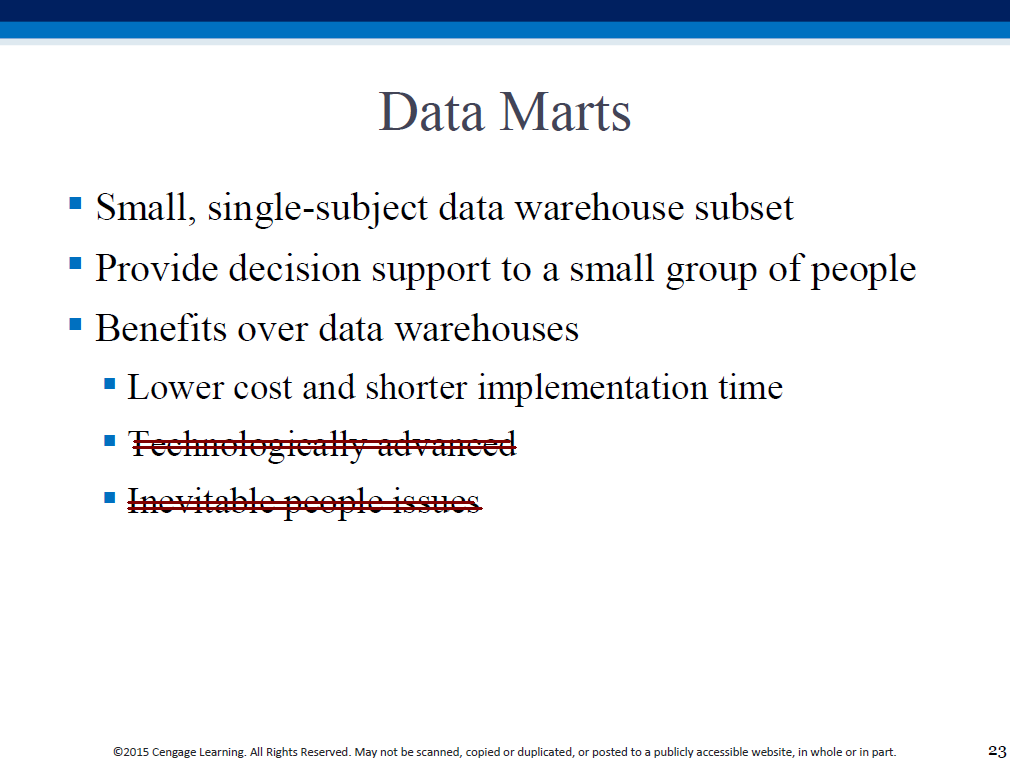 Data Marts
Small, single-subject data warehouse subset
Provide decision support to a small group of people
Benefits over data warehouses
Lower cost and shorter implementation time
Technologically advanced
Inevitable people issues
©2015 Cengage Learning. All Rights Reserved. May not be scanned, copied or duplicated, or posted to a publicly accessible website, in whole or in part.
23